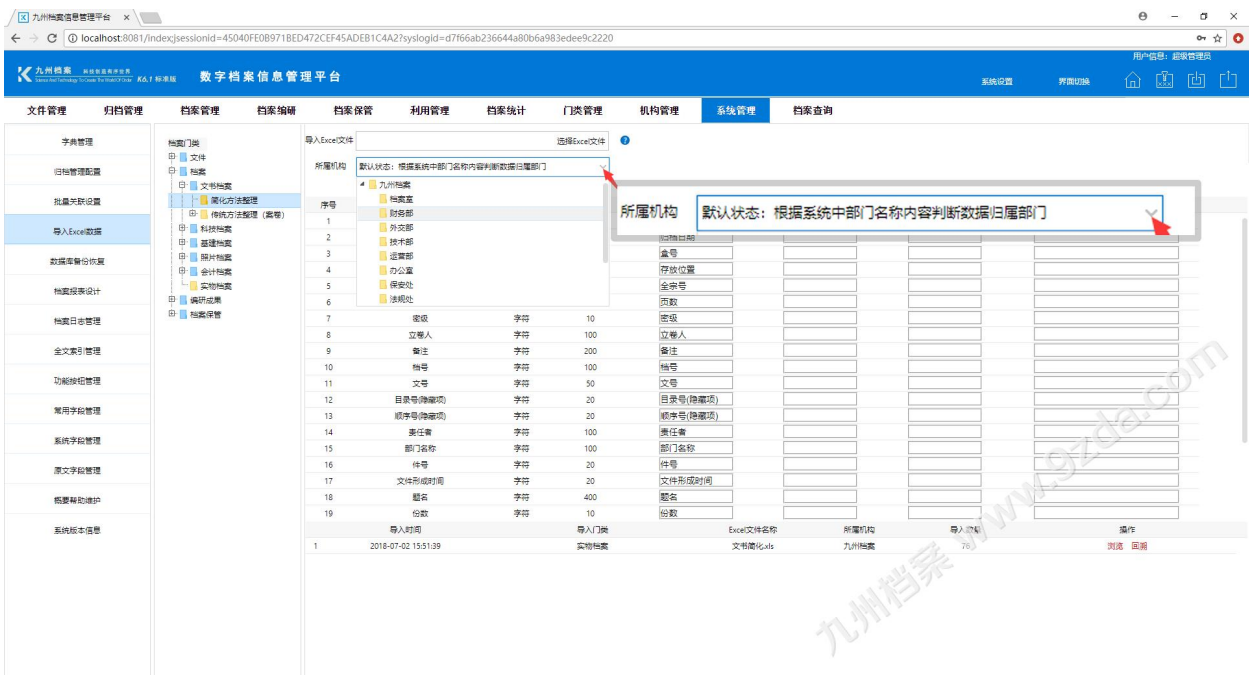 九州档案信息管理平台
localhost:8081/index;jsessionid=45040FE0B971BED472CEF45ADEB1C4A2?syslogid=d7f66ab236644a80b6a983edee9c2220
用户信息：超级管理员
九州档案 科技创造有序世界 K6.1 标准版 数字档案信息管理平台 系统设置 界面切换
文件管理 归档管理 档案管理 档案编研 档案保管 利用管理 档案统计 门类管理 机构管理 系统管理 档案查询
字典管理
归档管理配置
批量关联设置
导入Excel数据
数据库备份恢复
档案报表设计
档案日志管理
全文索引管理
功能按钮管理
常用字段管理
系统字段管理
原文字段管理
概要帮助维护
系统版本信息
档案门类
文件
档案
文书档案
简化方法整理
传统方法整理（案卷）
科技档案
基建档案
照片档案
会计档案
实物档案
编研成果
档案保管
导入Excel文件 选择Excel文件
所属机构 默认状态：根据系统中部门名称内容判断数据归属部门
九州档案
档案室
财务部
外交部
技术部
运营部
办公室
保安处
法规处
所属机构 默认状态：根据系统中部门名称内容判断数据归属部门
序号
1
2 归档日期
3 盒号
4 存放位置
5 全宗号
6 页数
7 密级 字符 10 密级
8 立卷人 字符 100 立卷人
9 备注 字符 200 备注
10 档号 字符 100 档号
11 文号 字符 50 文号
12 目录号(隐藏项) 字符 20 目录号(隐藏项)
13 顺序号(隐藏项) 字符 20 顺序号(隐藏项)
14 责任者 字符 100 责任者
15 部门名称 字符 100 部门名称
16 件号 字符 20 件号
17 文件形成时间 字符 20 文件形成时间
18 题名 字符 400 题名
19 份数 字符 10 份数
导入时间 导入门类 Excel文件名称 所属机构 导入数量 操作
1 2018-07-02 15:51:39 实物档案 文书简化.xls 九州档案 76 浏览 回溯
九州档案 www.9zda.com